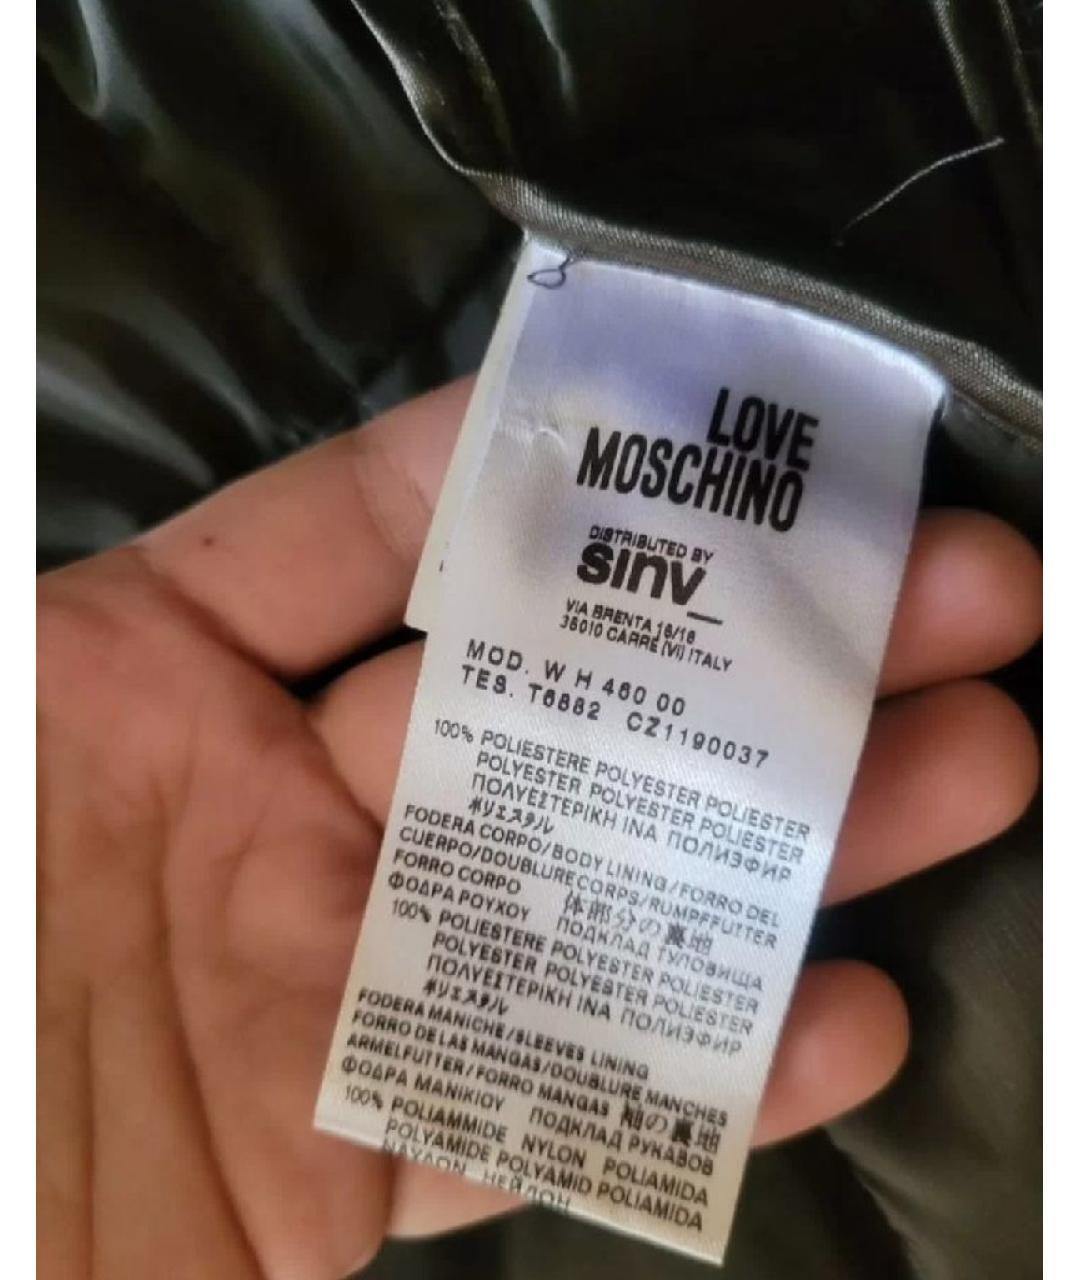 LOVE
MOSCHINO
DISTRIBUTED BY
sinv_
VIA BRENTA 16/18
36010 CARRÈ (VI) ITALY
MOD. W H 460 00
TES. T6882 CZ1190037
100% POLIESTERE POLYESTER POLIESTER
POLYESTER POLYESTER POLIESTER
ΠΟΛΥΕΣΤΕΡΙΚΗ ΙΝΑ ПОЛИЭФИР
ポリエステル
FODERA CORPO/BODY LINING/FORRO DEL
CUERPO/DOUBLURE CORPS/RUMPFFUTTER
FORRO CORPO 体部分の裏地
ΦΟΔΡΑ ΡΟΥΧΟΥ ПОДКЛАД ТУЛОВИЩА
100% POLIESTERE POLYESTER POLIESTER
POLYESTER POLYESTER POLIESTER
ΠΟΛΥΕΣΤΕΡΙΚΗ ΙΝΑ ПОЛИЭФИР
ポリエステル
FODERA MANICHE/SLEEVES LINING
FORRO DE LAS MANGAS/DOUBLURE MANCHES
ARMELFUTTER/FORRO MANGAS 袖の裏地
ΦΟΔΡΑ ΜΑΝΙΚΙΟΥ ПОДКЛАД РУКАВОВ
100% POLIAMMIDE NYLON POLIAMIDA
POLYAMIDE POLYAMID POLIAMIDA
ΝΑΥΛΟΝ НЕЙЛОН